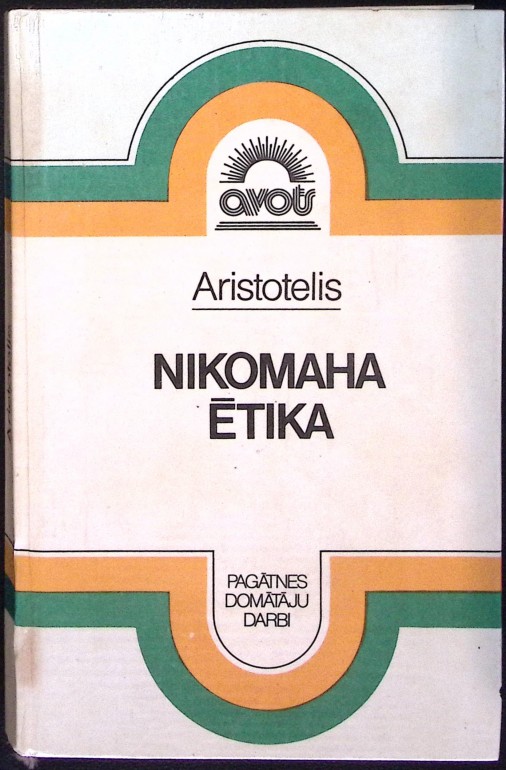 avots
Aristotelis
NIKOMAHA
ĒTIKA
PAGĀTNES
DOMĀTĀJU
DARBI